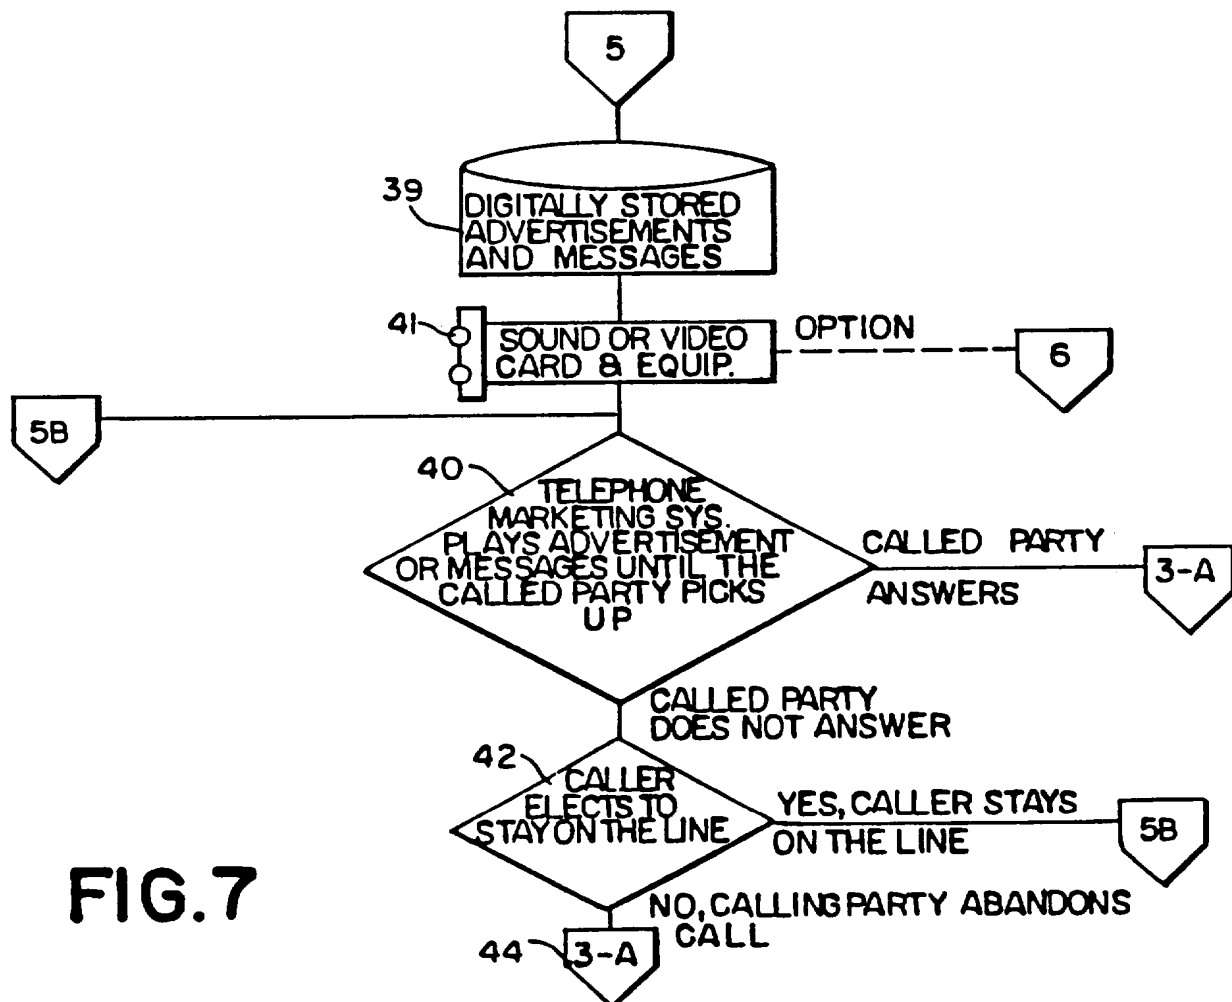 5
39
DIGITALLY STORED
ADVERTISEMENTS
AND MESSAGES
41
SOUND OR VIDEO
CARD & EQUIP.
OPTION
6
5B
40
TELEPHONE
MARKETING SYS.
PLAYS ADVERTISEMENT
OR MESSAGES UNTIL THE
CALLED PARTY PICKS
UP
CALLED PARTY
ANSWERS
3-A
CALLED PARTY
DOES NOT ANSWER
42
CALLER
ELECTS TO
STAY ON THE LINE
YES, CALLER STAYS
ON THE LINE
5B
NO, CALLING PARTY ABANDONS
CALL
44
3-A
FIG. 7